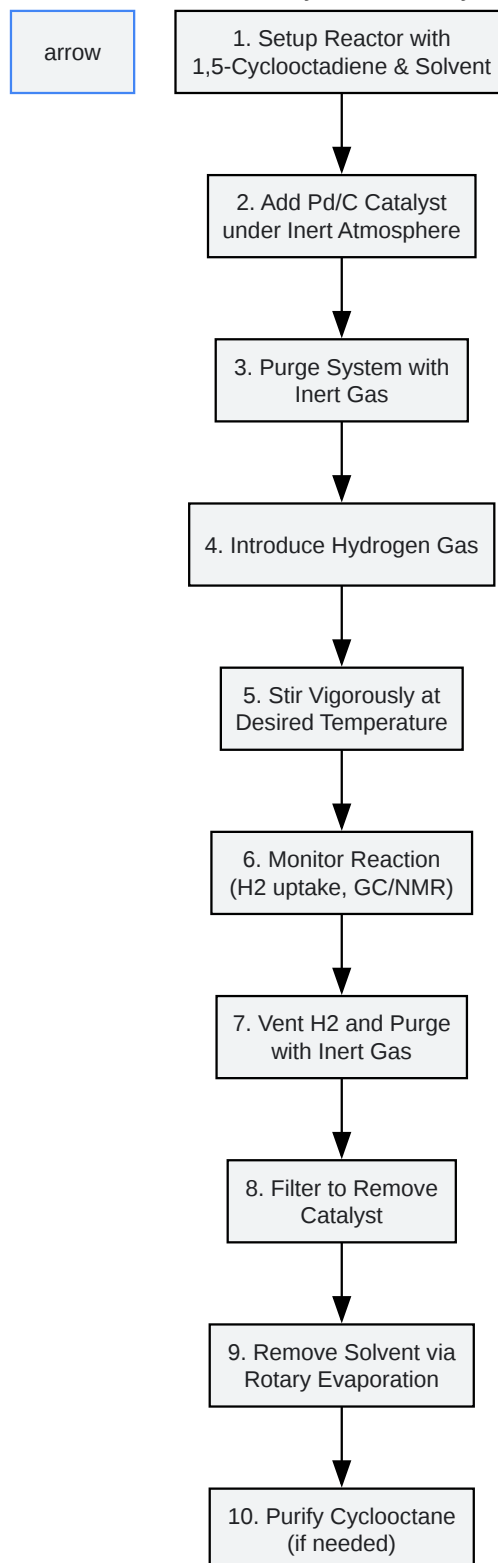 arrow
1. Setup Reactor with
1,5-Cyclooctadiene & Solvent
2. Add Pd/C Catalyst
under Inert Atmosphere
3. Purge System with
Inert Gas
4. Introduce Hydrogen Gas
5. Stir Vigorously at
Desired Temperature
6. Monitor Reaction
(H2 uptake, GC/NMR)
7. Vent H2 and Purge
with Inert Gas
8. Filter to Remove
Catalyst
9. Remove Solvent via
Rotary Evaporation
10. Purify Cyclooctane
(if needed)